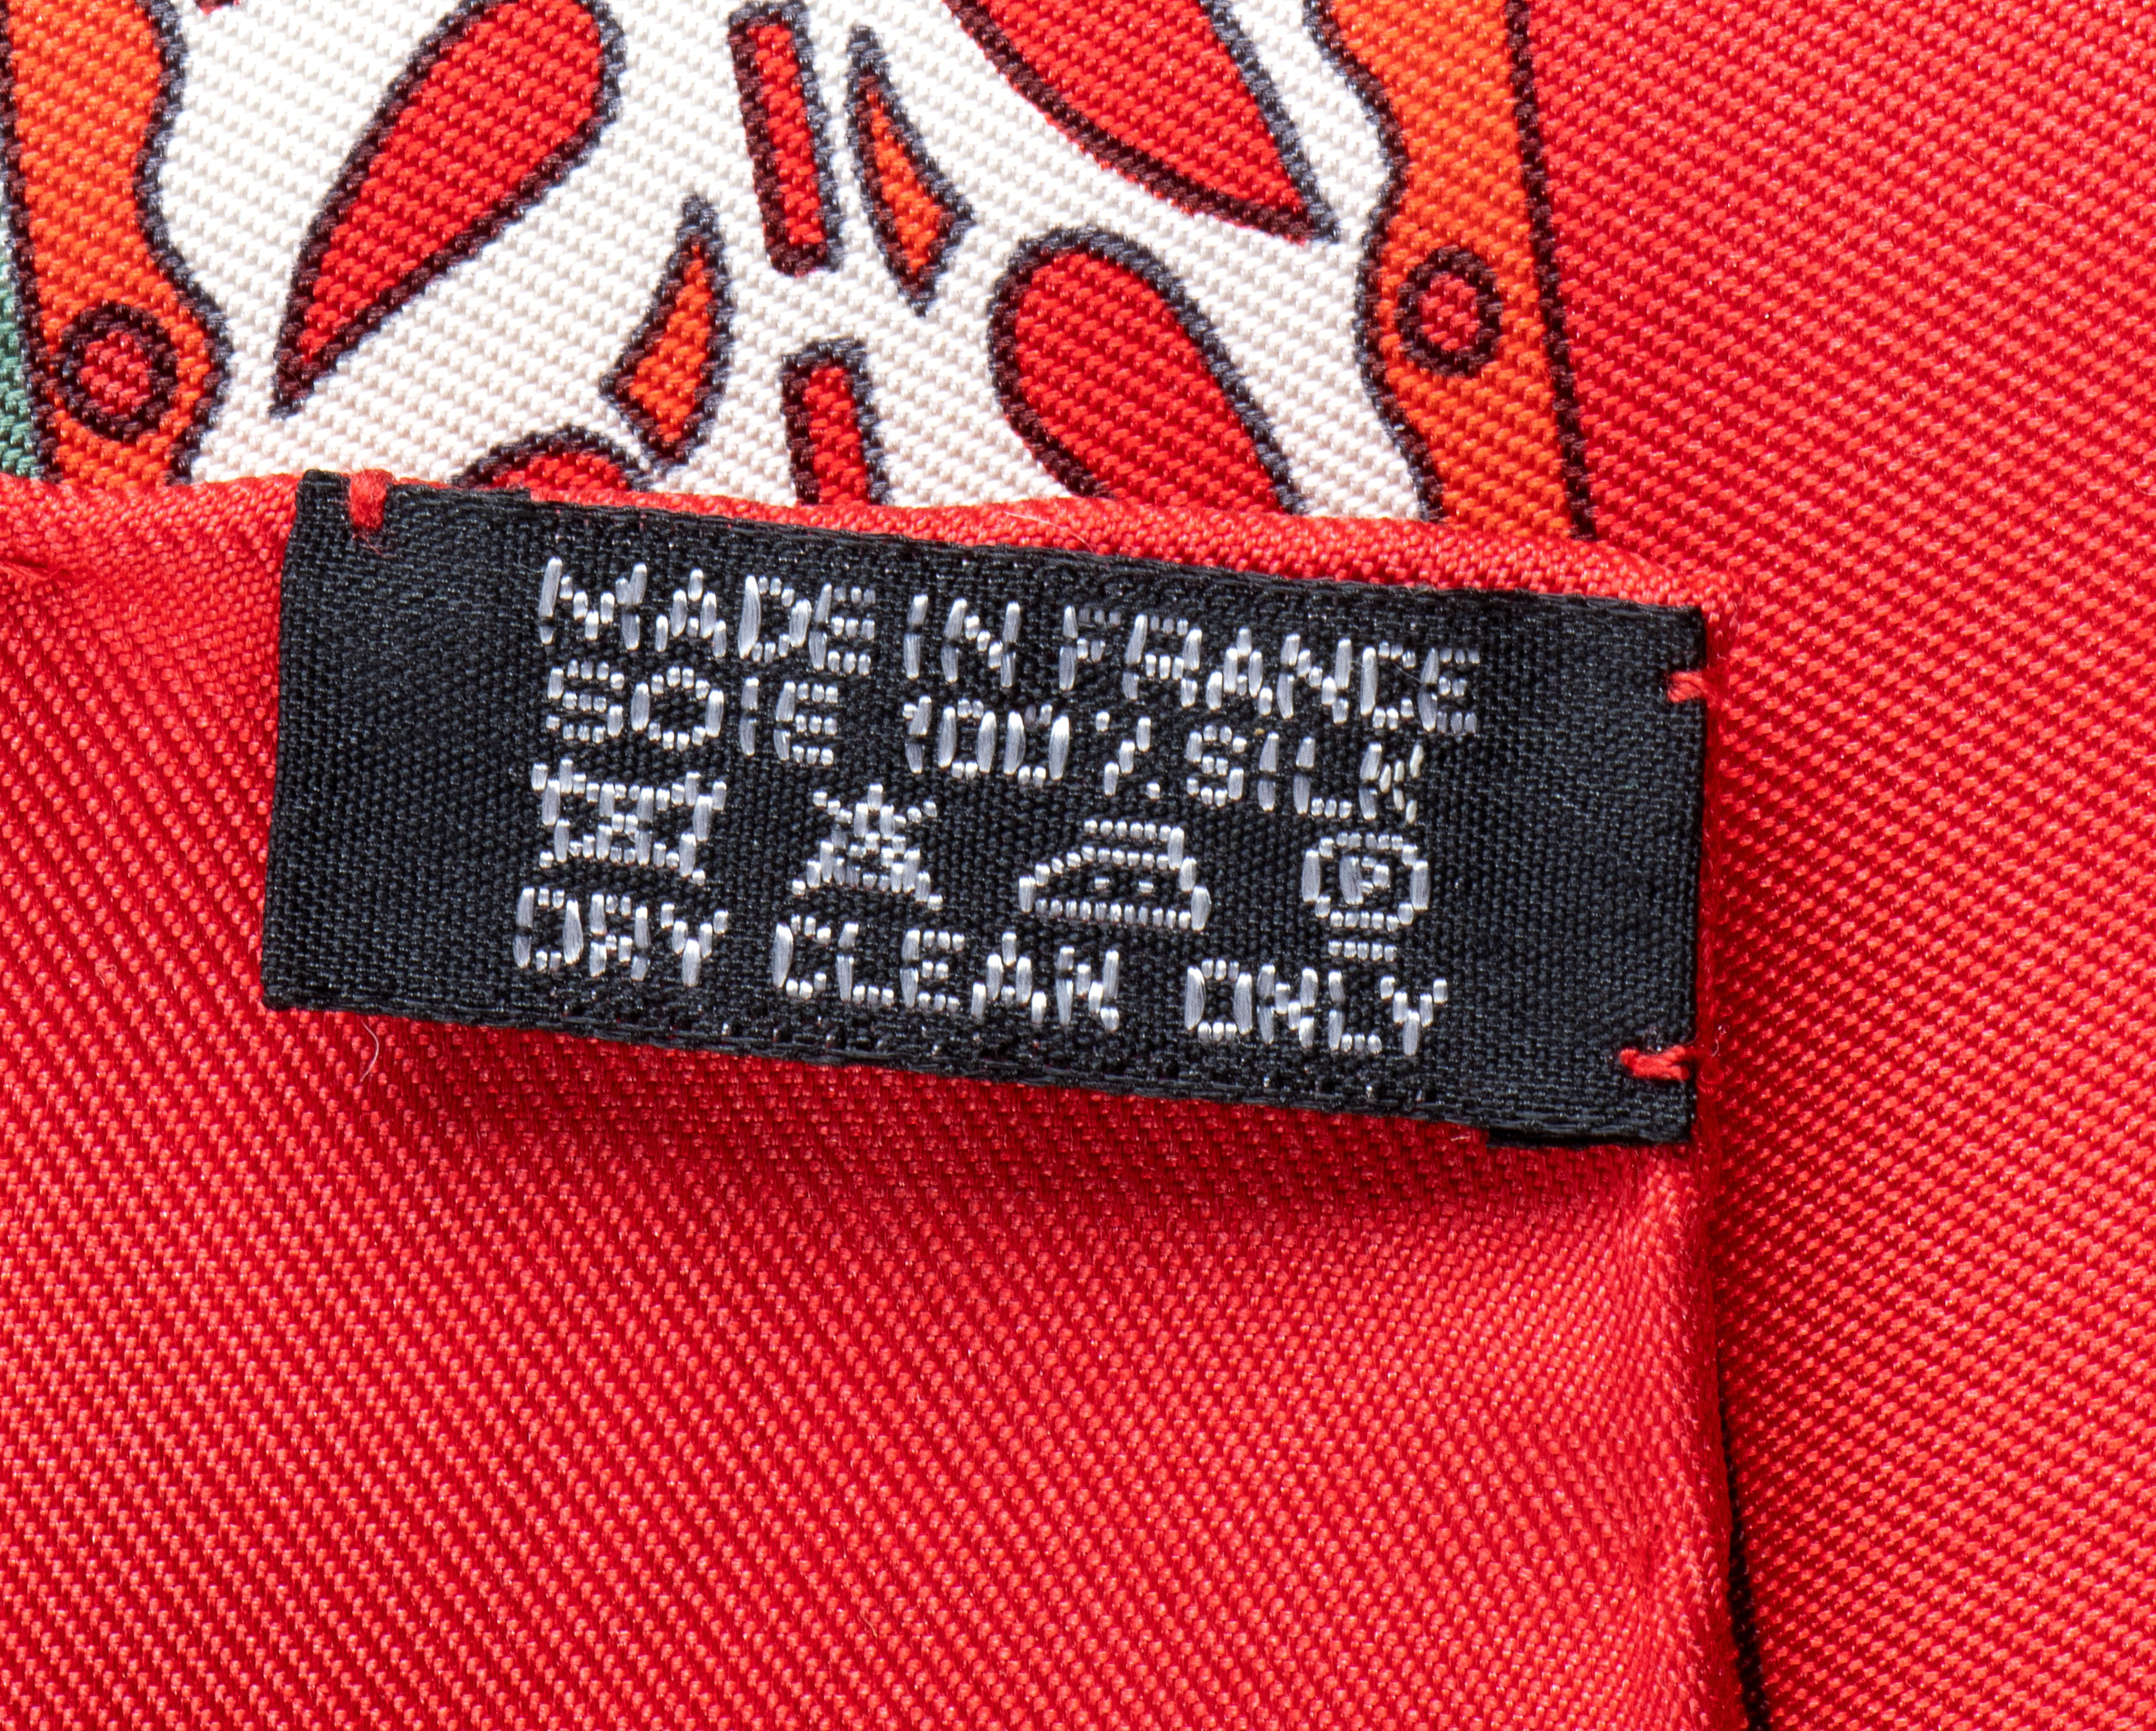 MADE IN FRANCE
SOIE 100% SILK
P
DRY CLEAN ONLY